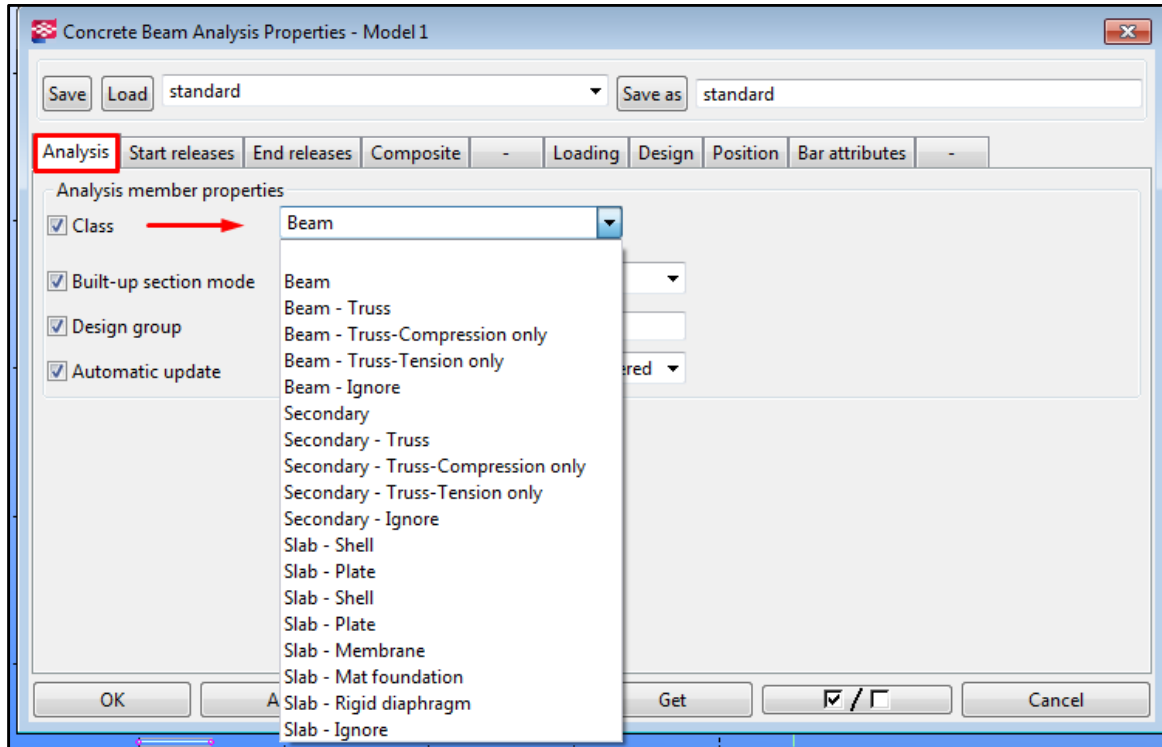 Concrete Beam Analysis Properties - Model 1
Save Load standard Save as standard
Analysis Start releases End releases Composite - Loading Design Position Bar attributes -
Analysis member properties
Class Beam
Built-up section mode
Design group
Automatic update
Beam
Beam - Truss
Beam - Truss-Compression only
Beam - Truss-Tension only
Beam - Ignore
Secondary
Secondary - Truss
Secondary - Truss-Compression only
Secondary - Truss-Tension only
Secondary - Ignore
Slab - Shell
Slab - Plate
Slab - Shell
Slab - Plate
Slab - Membrane
Slab - Mat foundation
Slab - Rigid diaphragm
Slab - Ignore
OK Get / Cancel